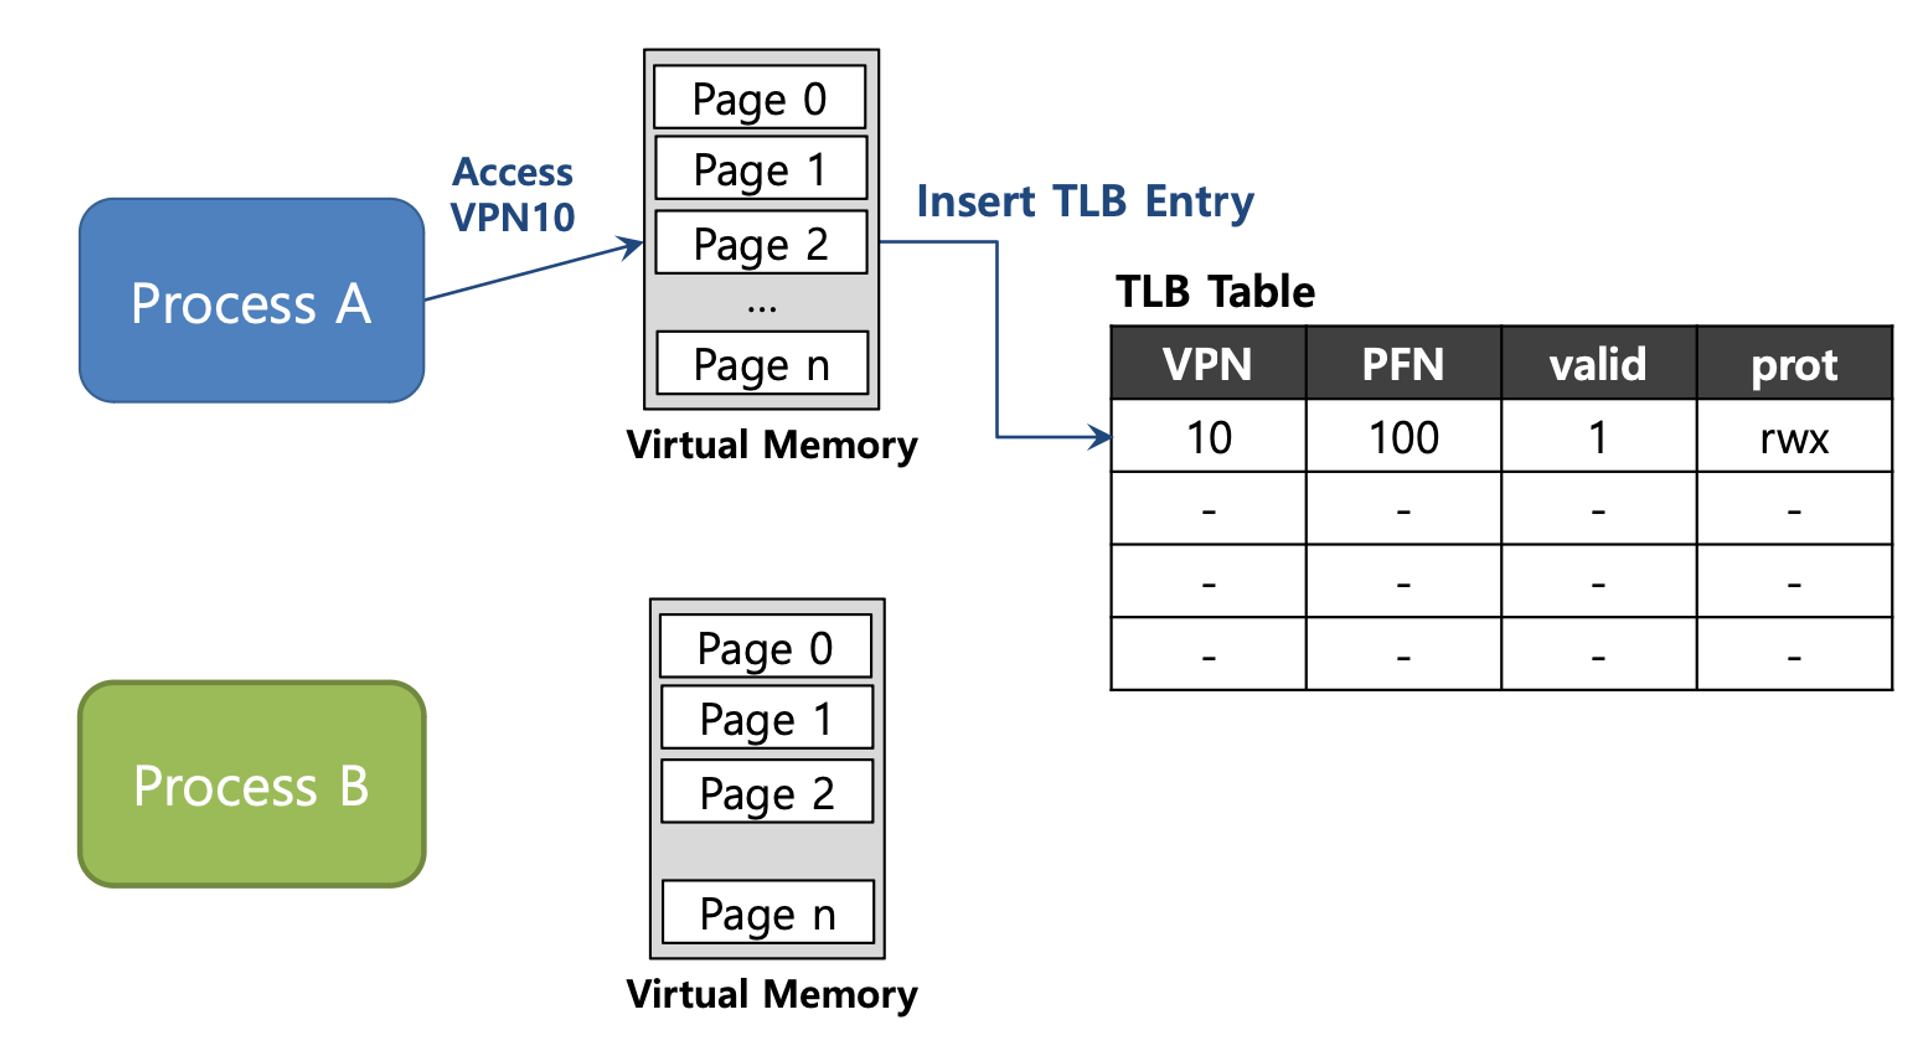 Page 0
Page 1
Page 2
...
Page n
Virtual Memory
Access
VPN10
Process A
Insert TLB Entry
TLB Table
VPN PFN valid prot
10 100 1 rwx
- - - -
- - - -
- - - -
Process B
Page 0
Page 1
Page 2
Page n
Virtual Memory